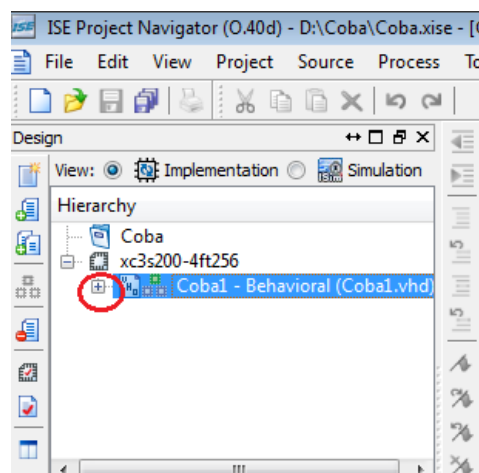 ISE Project Navigator (O.40d) - D:\Coba\Coba.xise - [
File Edit View Project Source Process To
Design
View: Implementation Simulation
Hierarchy
Coba
xc3s200-4ft256
Coba1 - Behavioral (Coba1.vhd)